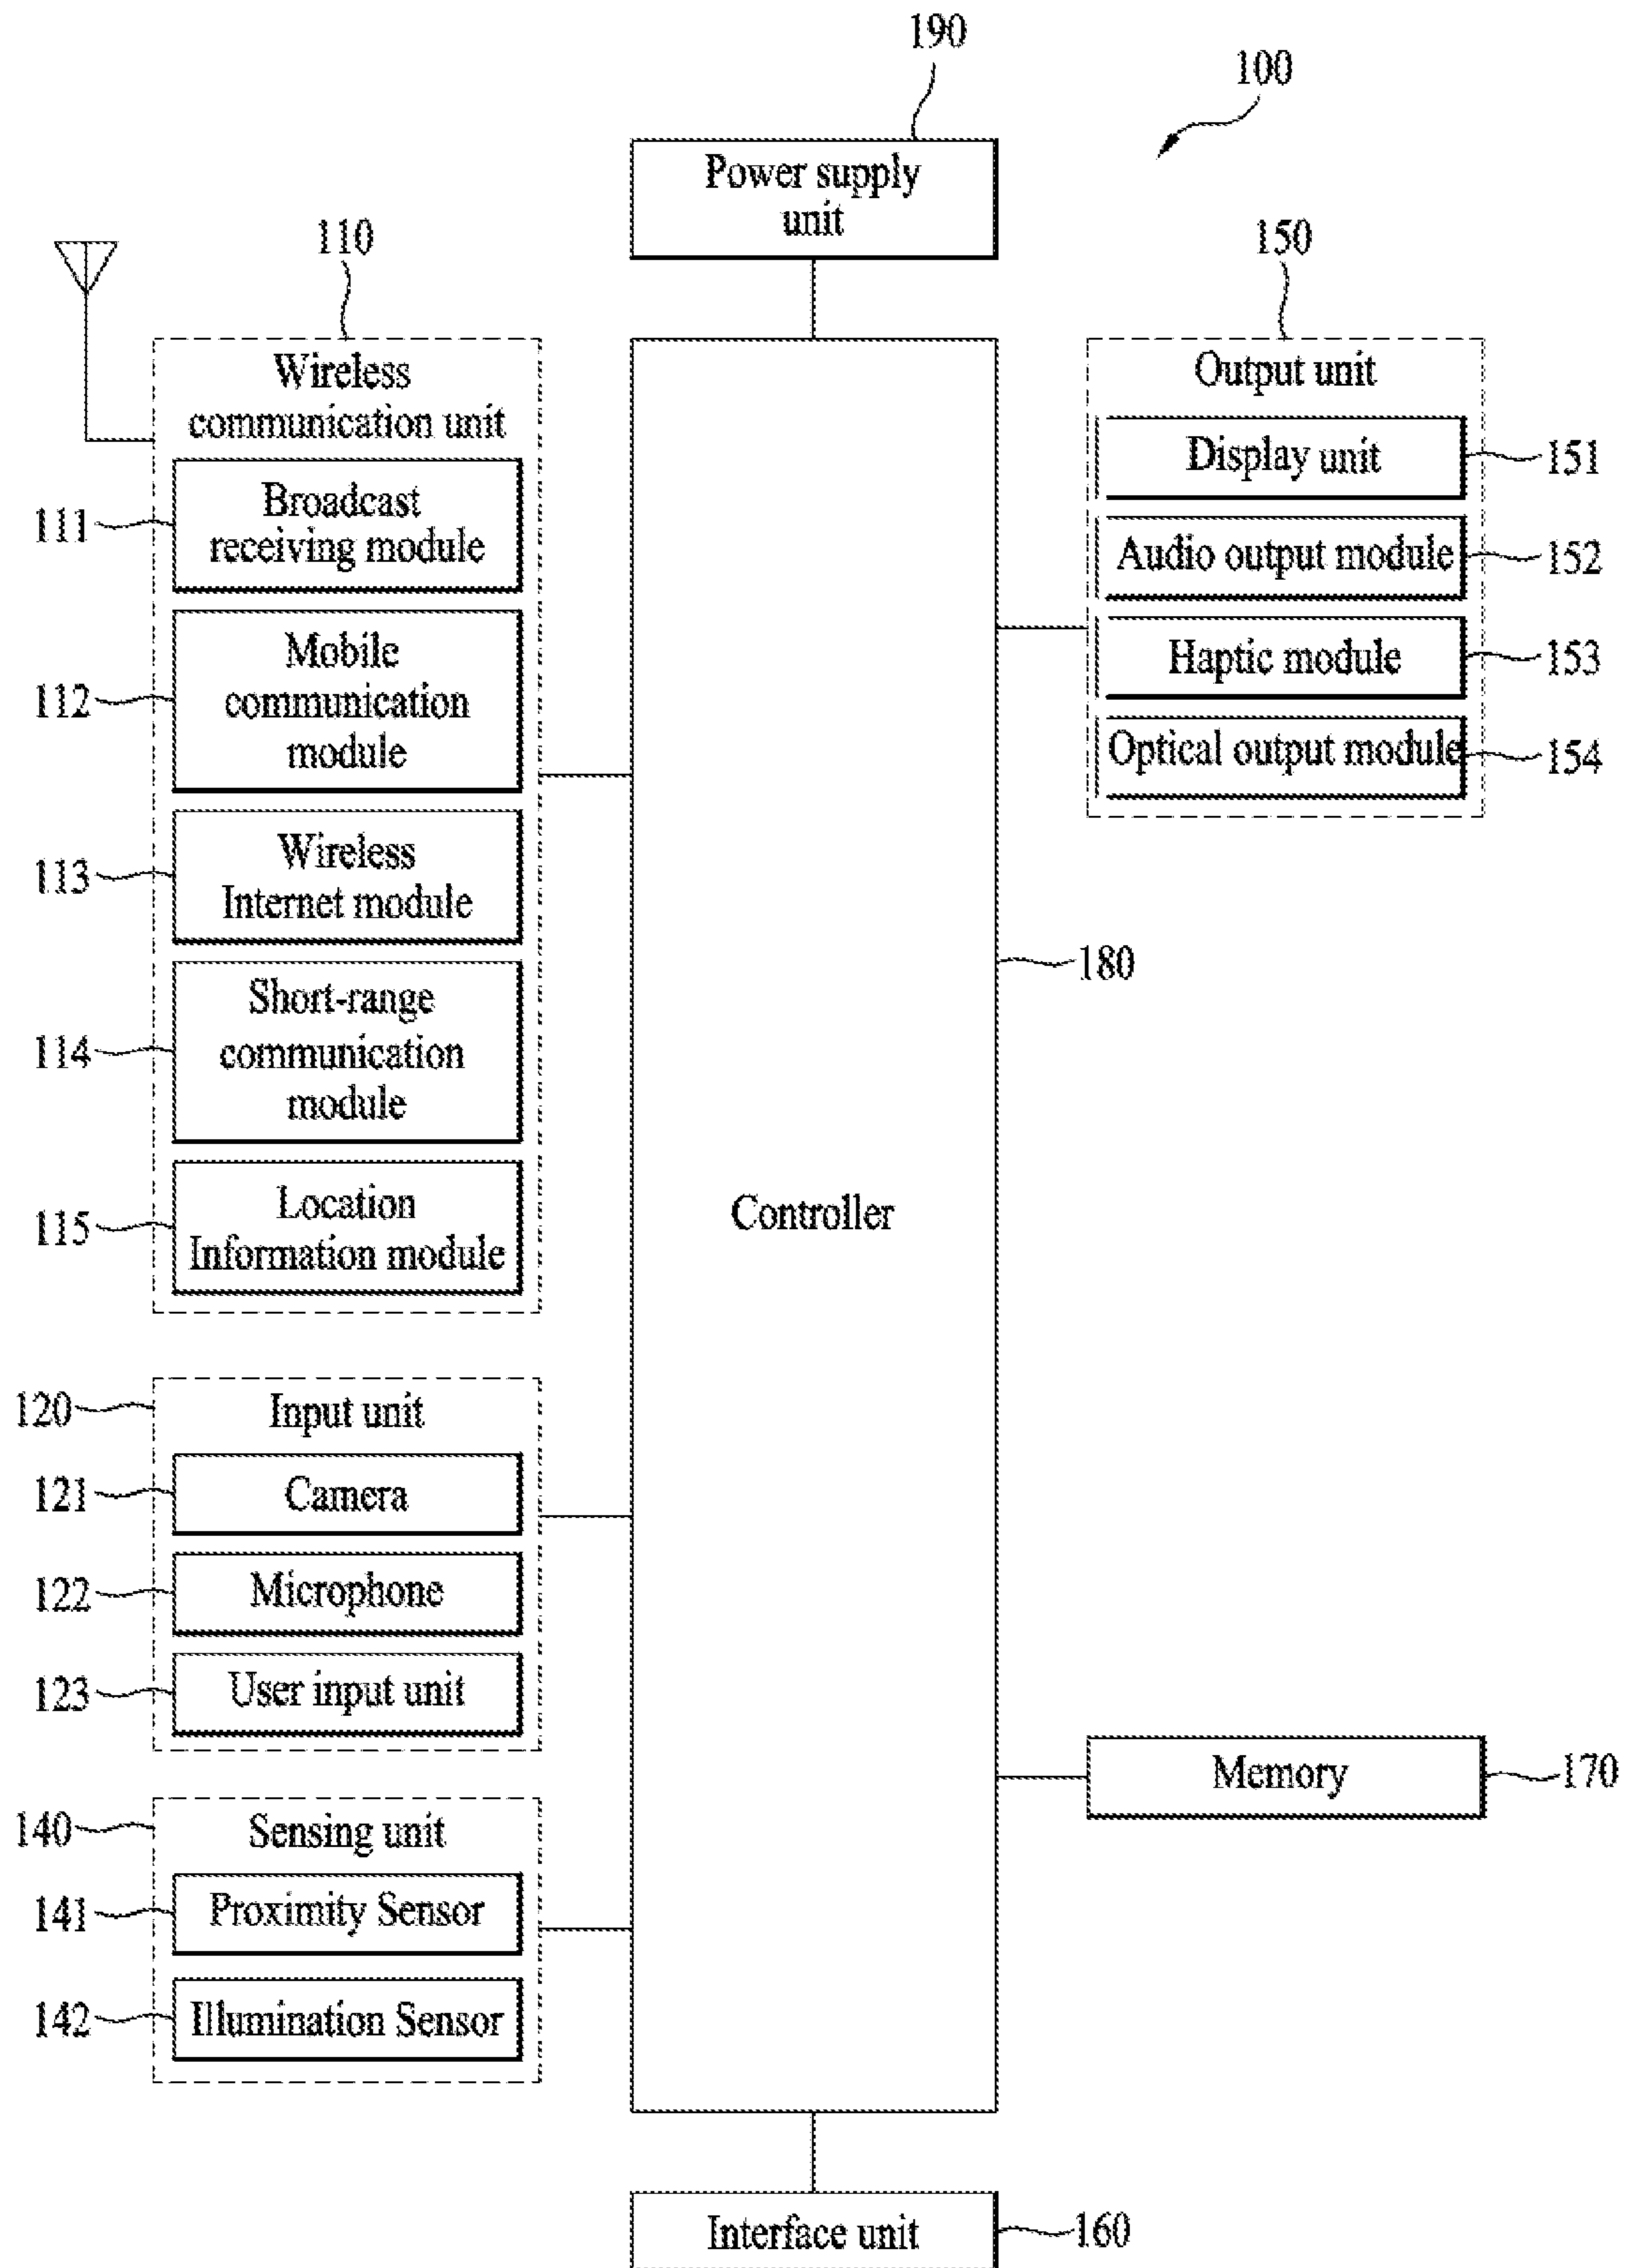 190
100
Power supply
unit
110
150
Wireless
communication unit
Output unit
111
Broadcast
receiving module
Display unit
151
Audio output module
152
112
Mobile
communication
module
Haptic module
153
Optical output module
154
113
Wireless
Internet module
180
114
Short-range
communication
module
115
Location
Information module
Controller
120
Input unit
121
Camera
122
Microphone
123
User input unit
Memory
170
140
Sensing unit
141
Proximity Sensor
142
Illumination Sensor
Interface unit
160